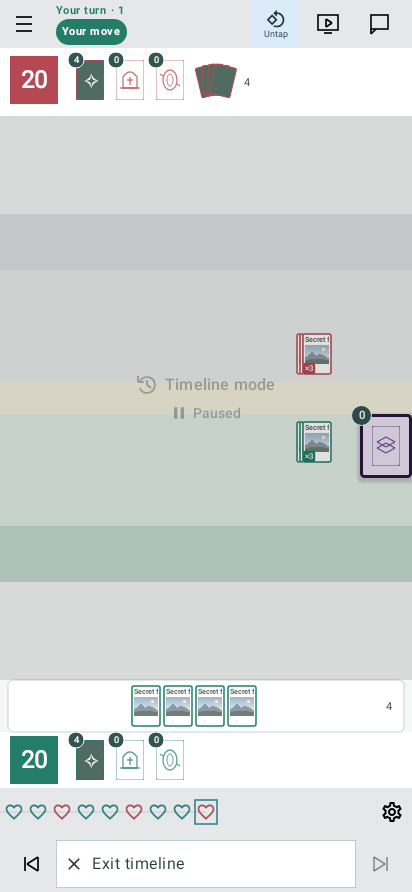 Your turn · 1
Your move
Untap
20
4
0
0
4
Secret f
×3
Timeline mode
Paused
0
Secret f
×3
Secret f
Secret f
Secret f
Secret f
4
20
4
0
0
Exit timeline